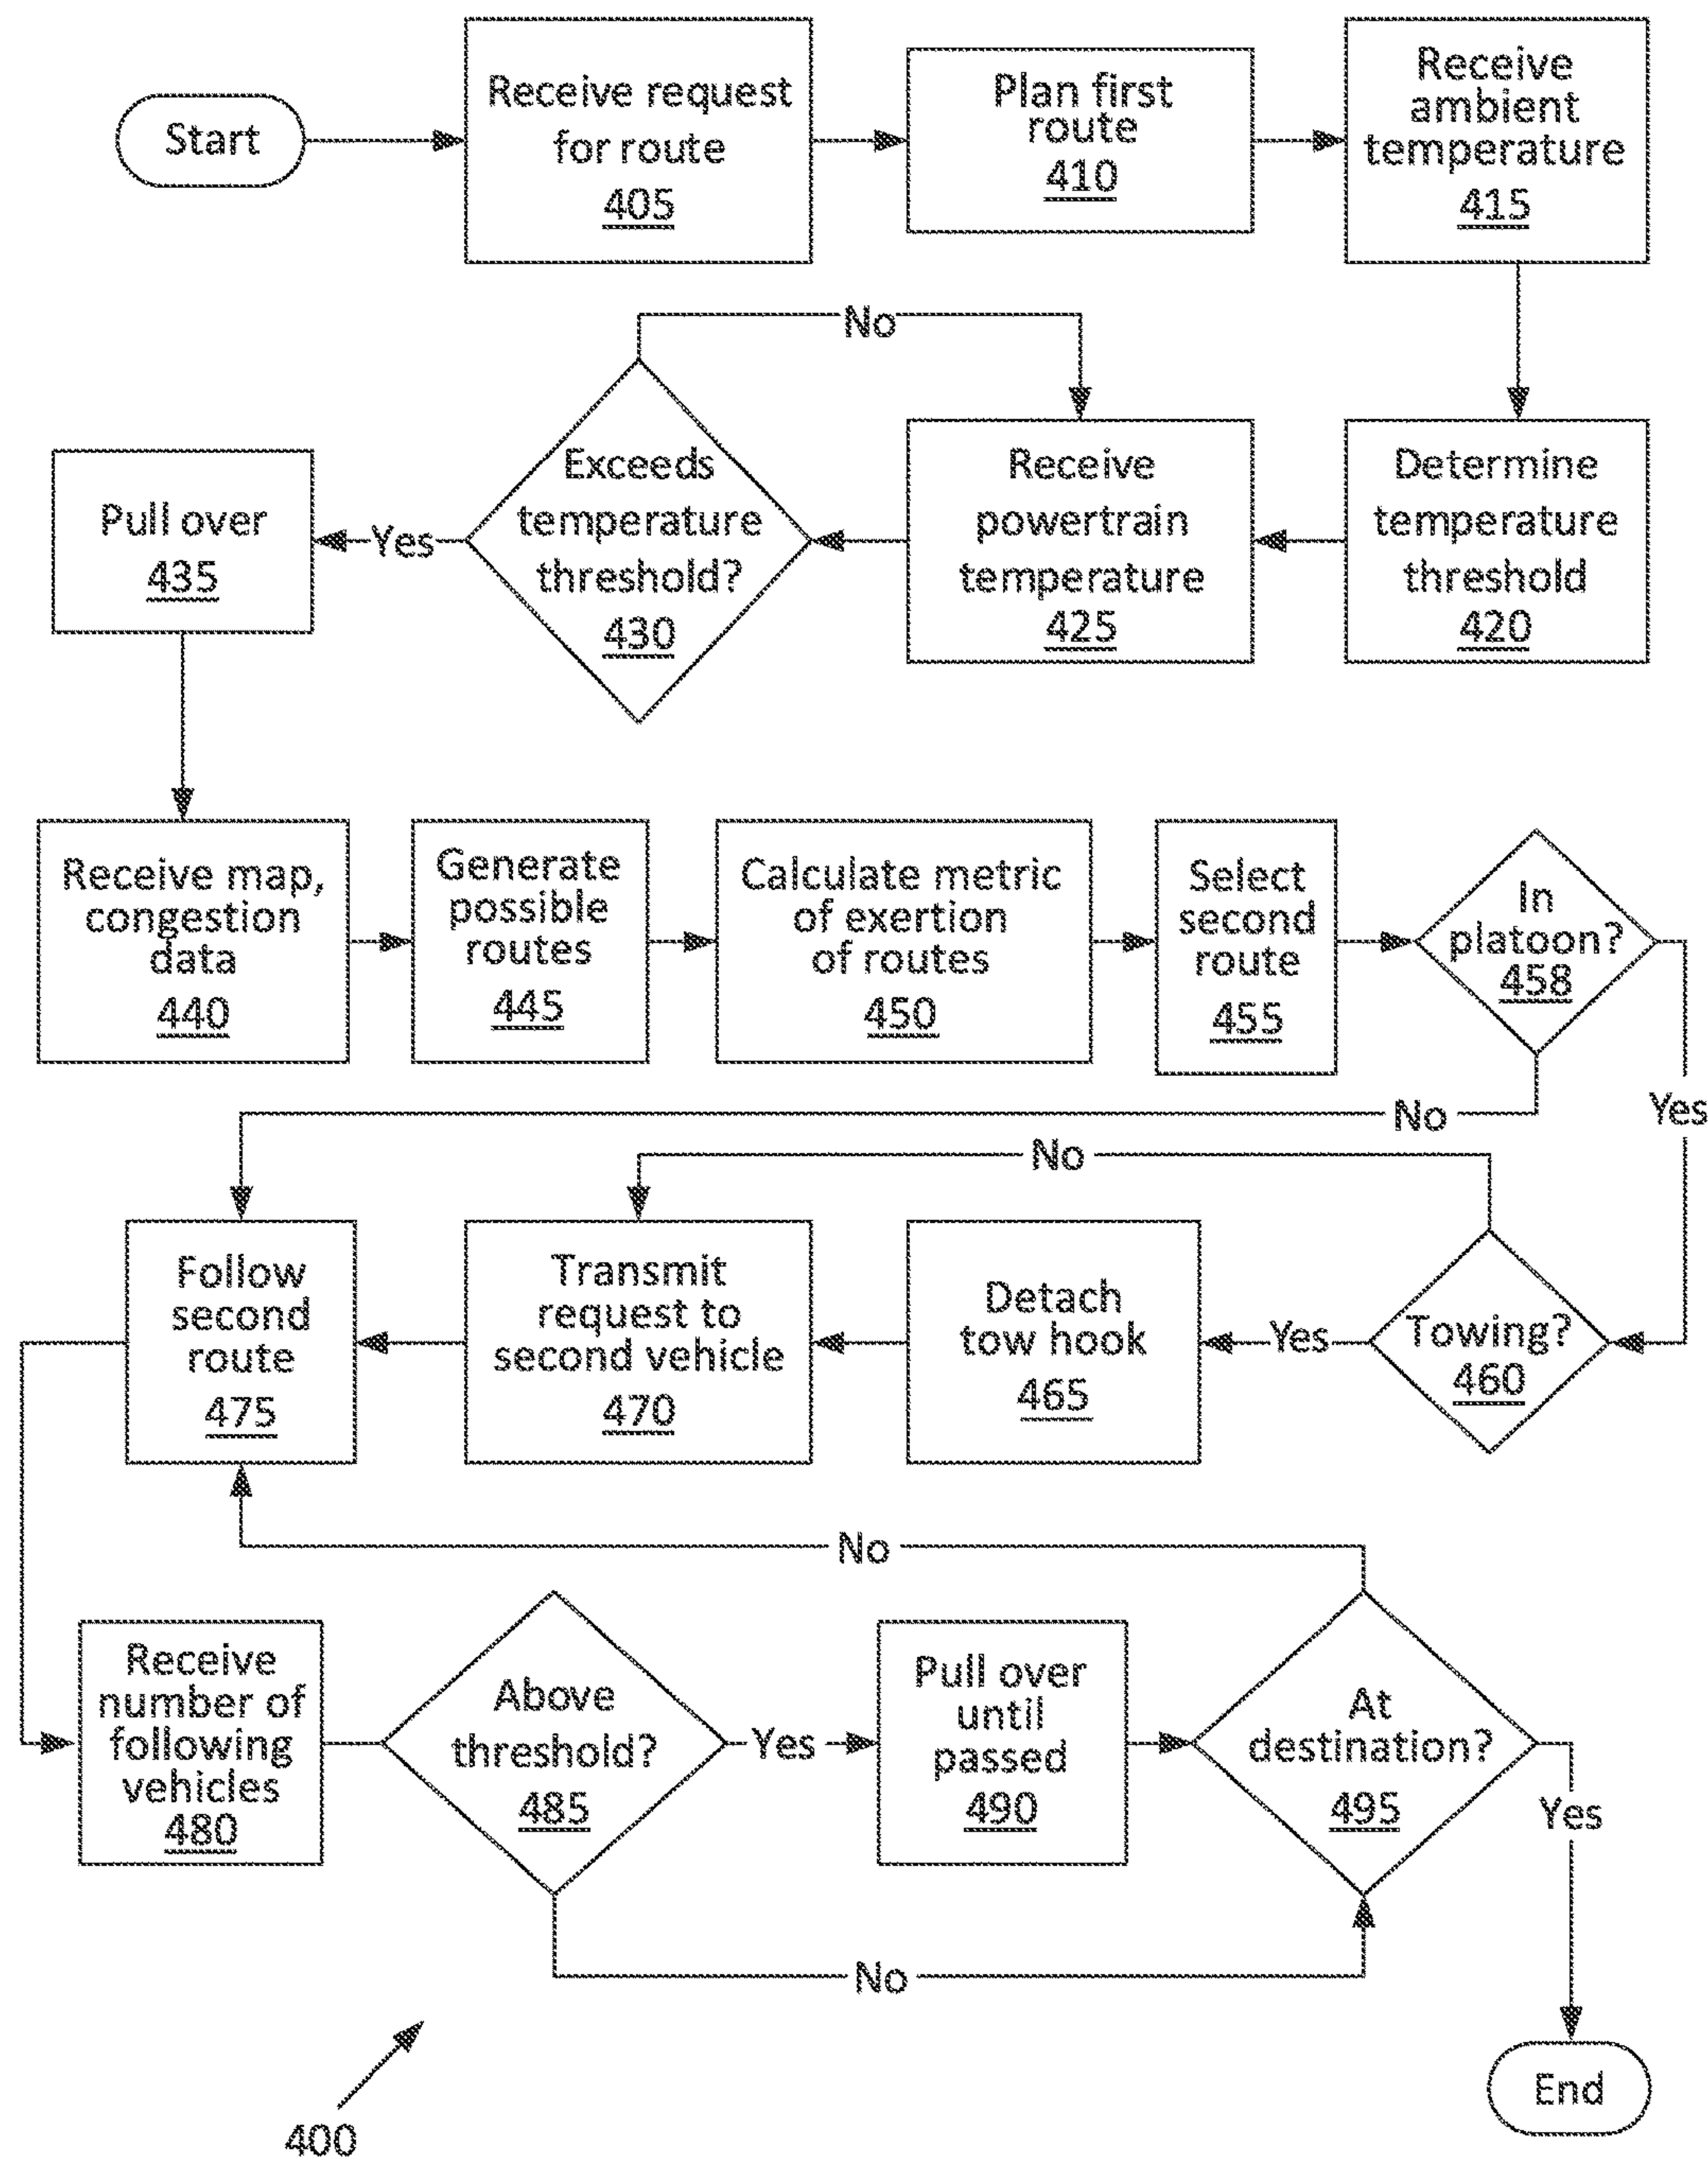 Start
Receive request
for route
405
Plan first
route
410
Receive
ambient
temperature
415
No
Pull over
435
Yes
Exceeds
temperature
threshold?
430
Receive
powertrain
temperature
425
Determine
temperature
threshold
420
Receive map,
congestion
data
440
Generate
possible
routes
445
Calculate metric
of exertion
of routes
450
Select
second
route
455
In
platoon?
458
Yes
No
No
Follow
second
route
475
Transmit
request to
second vehicle
470
Detach
tow hook
465
Yes
Towing?
460
No
Receive
number of
following
vehicles
480
Above
threshold?
485
Yes
Pull over
until
passed
490
At
destination?
495
Yes
No
End
400